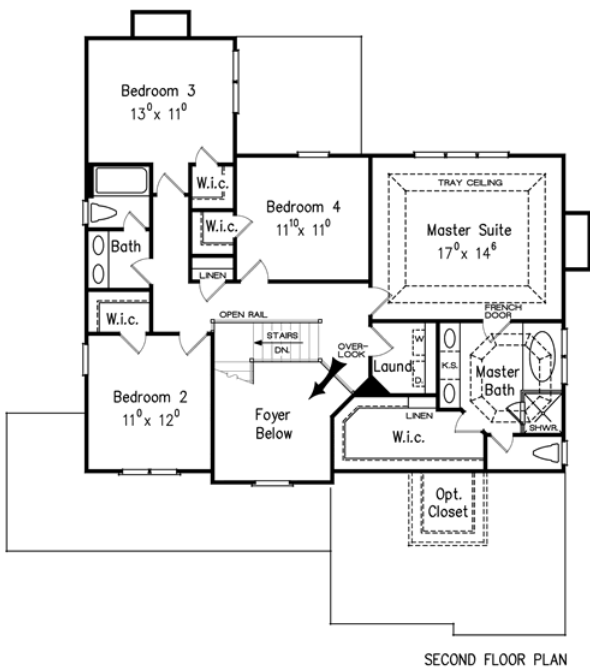 Bedroom 3
13⁰ x 11⁰
W.i.c.
W.i.c.
Bedroom 4
11¹⁰ x 11⁰
TRAY CEILING
Master Suite
17⁰ x 14⁶
Bath
LINEN
W.i.c.
OPEN RAIL
STAIRS
DN.
OVER-
LOOK
FRENCH
DOOR
W
Laund.
D.
K.S.
Master
Bath
SHWR.
Bedroom 2
11⁰ x 12⁰
Foyer
Below
LINEN
W.i.c.
Opt.
Closet
SECOND FLOOR PLAN